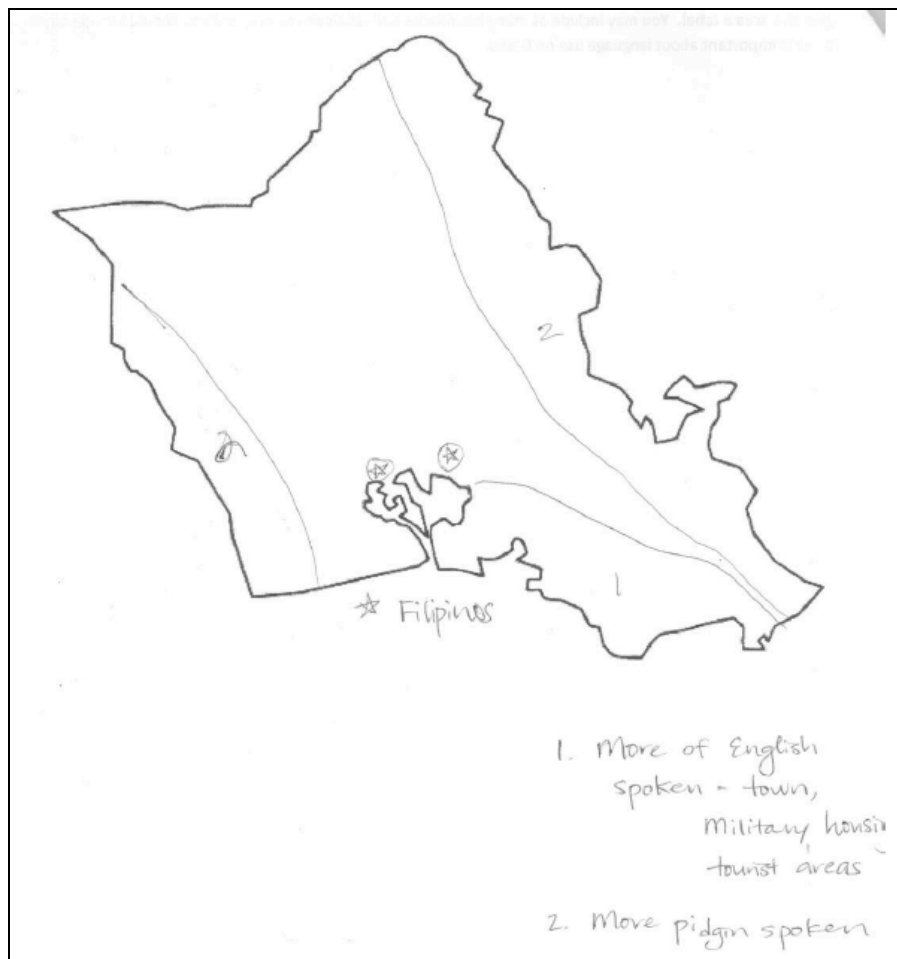 2
2
1
☆ Filipinos
1. More of English
spoken - town,
Military housin
tourist areas
2. More pidgin spoken